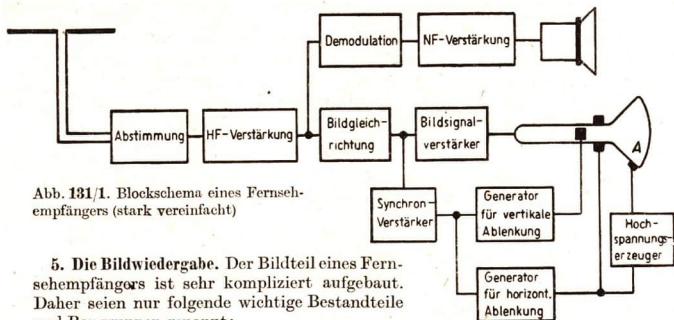 Demodulation
NF-Verstärkung
Abstimmung
HF-Verstärkung
Bildgleich-
richtung
Bildsignal-
verstärker
A
Abb. 131/1. Blockschema eines Fernseh-
empfängers (stark vereinfacht)
Synchron-
Verstärker
Generator
für vertikale
Ablenkung
Hoch-
spannungs-
erzeuger
Generator
für horizont.
Ablenkung
5. Die Bildwiedergabe. Der Bildteil eines Fern-
sehempfängers ist sehr kompliziert aufgebaut.
Daher seien nur folgende wichtige Bestandteile